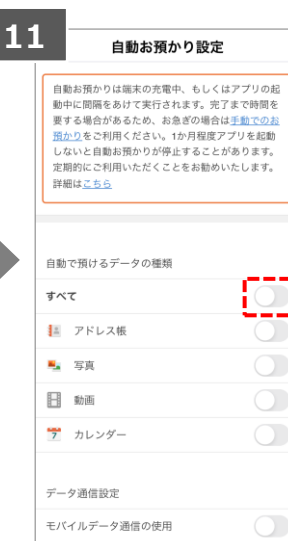 11
自動お預かり設定
自動お預かりは端末の充電中、もしくはアプリの起
動中に間隔をあけて実行されます。完了まで時間を
要する場合があるため、お急ぎの場合は手動でのお
預かりをご利用ください。1か月程度アプリを起動
しないと自動お預かりが停止することがあります。
定期的にご利用いただくことをお勧めいたします。
詳細はこちら
自動で預けるデータの種類
すべて
アドレス帳
写真
動画
7 カレンダー
データ通信設定
モバイルデータ通信の使用